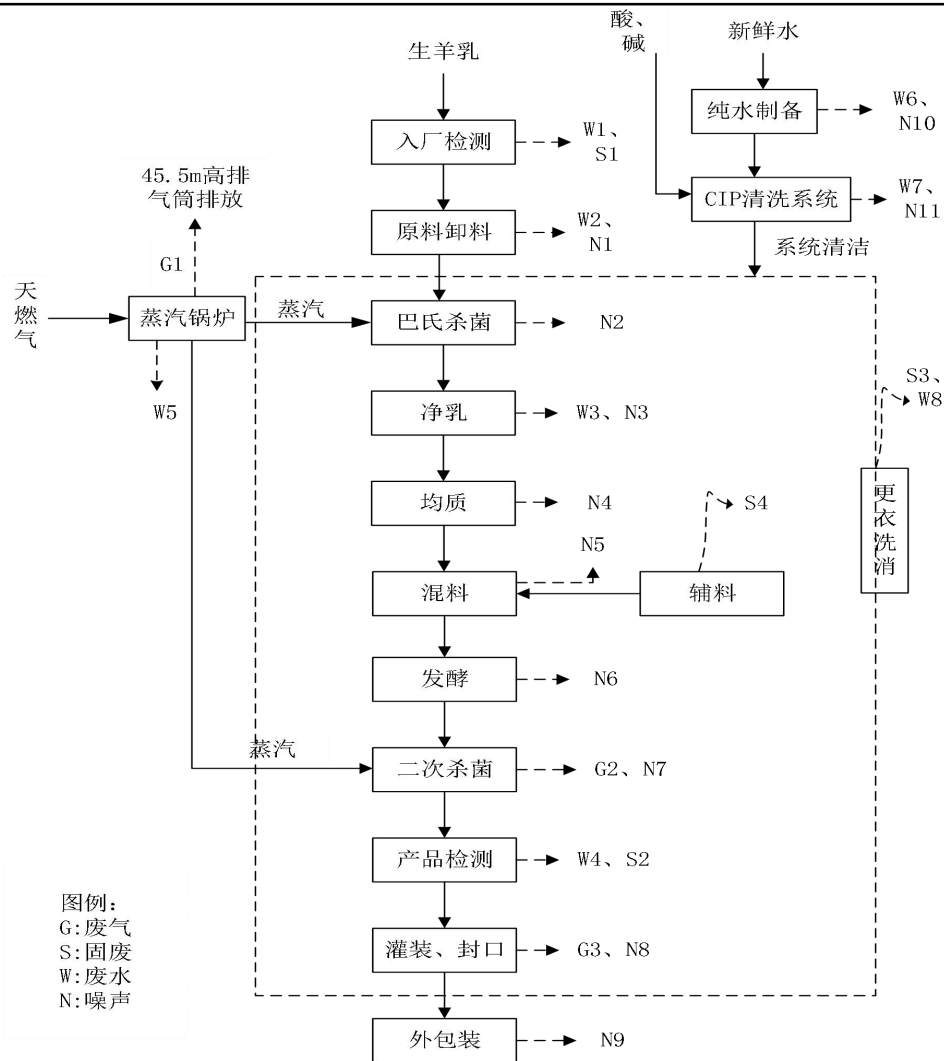 酸、
碱
新鲜水
生羊乳
纯水制备
W6、
N10
入厂检测
W1、
S1
45.5m高排
气筒排放
CIP清洗系统
W7、
N11
原料卸料
W2、
N1
系统清洁
G1
天
燃
气
蒸汽锅炉
蒸汽
巴氏杀菌
N2
W5
净乳
W3、N3
S3、
W8
均质
N4
S4
更
衣
洗
消
N5
混料
辅料
发酵
N6
蒸汽
二次杀菌
G2、N7
产品检测
W4、S2
图例：
G:废气
S:固废
W:废水
N:噪声
灌装、封口
G3、N8
外包装
N9